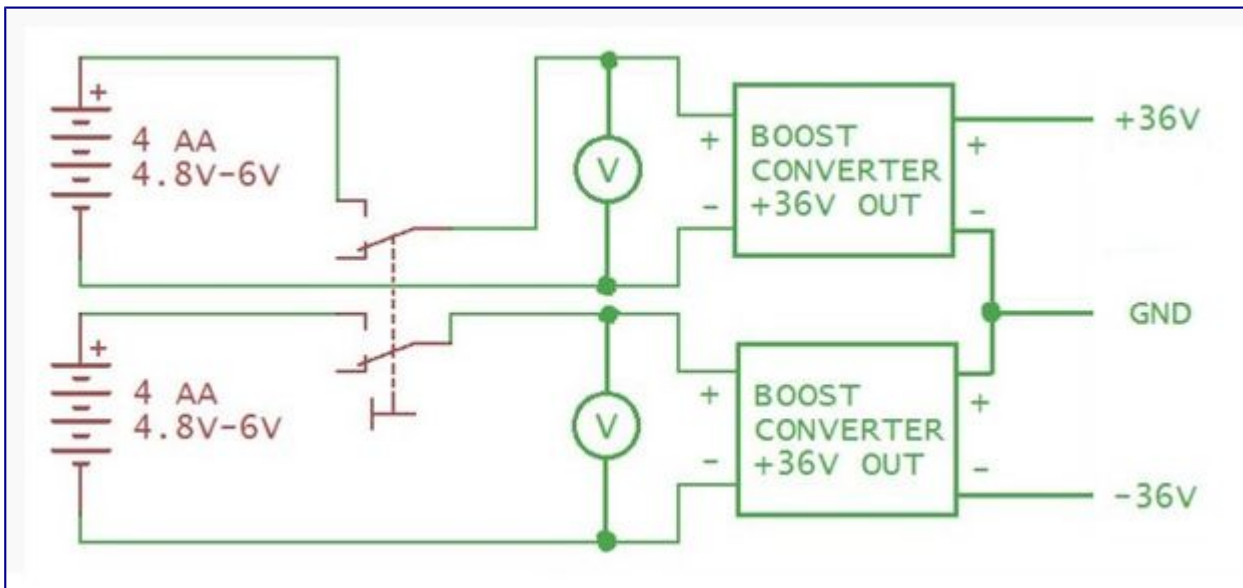 +
4 AA
4.8V-6V
V
+
-
BOOST
CONVERTER
+36V OUT
+
-
+36V
GND
+
4 AA
4.8V-6V
V
+
-
BOOST
CONVERTER
+36V OUT
+
-
-36V